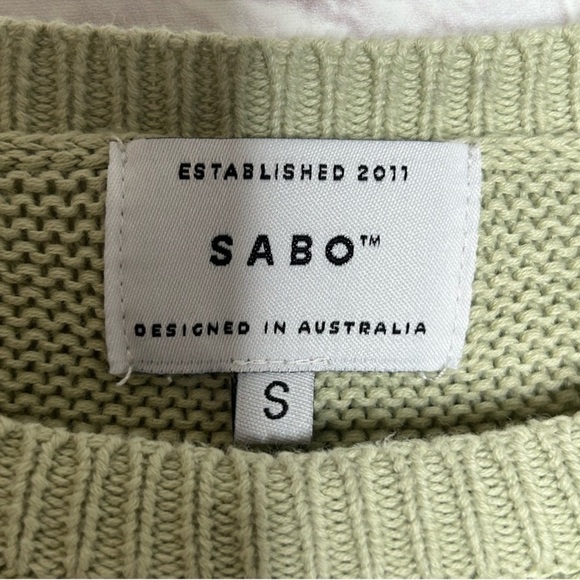 ESTABLISHED 2011
SABO™
DESIGNED IN AUSTRALIA
S